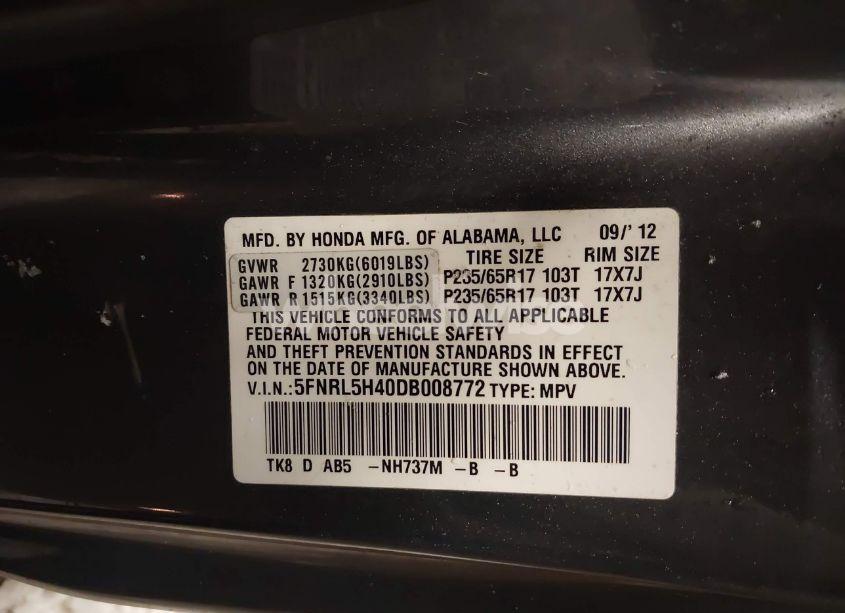 MFD. BY HONDA MFG. OF ALABAMA, LLC 09/' 12
TIRE SIZE RIM SIZE
GVWR 2730KG(6019LBS)
GAWR F 1320KG(2910LBS) P235/65R17 103T 17X7J
GAWR R 1515KG(3340LBS) P235/65R17 103T 17X7J
THIS VEHICLE CONFORMS TO ALL APPLICABLE
FEDERAL MOTOR VEHICLE SAFETY
AND THEFT PREVENTION STANDARDS IN EFFECT
ON THE DATE OF MANUFACTURE SHOWN ABOVE.
V.I.N.:5FNRL5H40DB008772 TYPE: MPV
TK8 D AB5 -NH737M -B -B